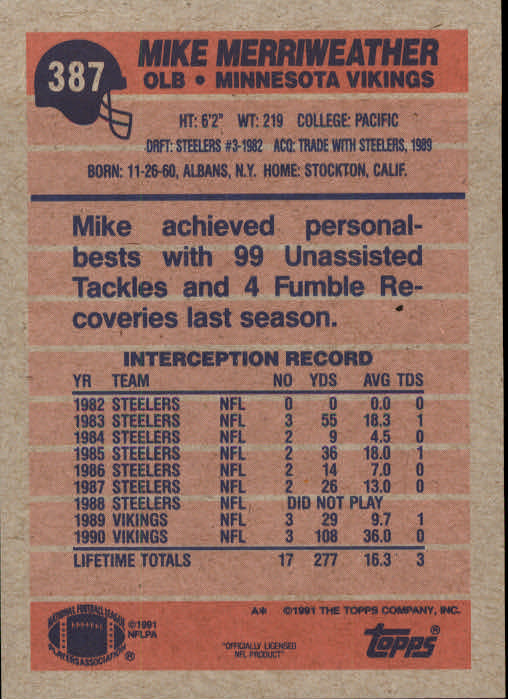 387
MIKE MERRIWEATHER
OLB • MINNESOTA VIKINGS
HT: 6'2" WT: 219 COLLEGE: PACIFIC
DRFT: STEELERS #3-1982 ACQ: TRADE WITH STEELERS, 1989
BORN: 11-26-60, ALBANS, N.Y. HOME: STOCKTON, CALIF.
Mike achieved personal-
bests with 99 Unassisted
Tackles and 4 Fumble Re-
coveries last season.
INTERCEPTION RECORD
YR TEAM NO YDS AVG TDS
1982 STEELERS NFL 0 0 0.0 0
1983 STEELERS NFL 3 55 18.3 1
1984 STEELERS NFL 2 9 4.5 0
1985 STEELERS NFL 2 36 18.0 1
1986 STEELERS NFL 2 14 7.0 0
1987 STEELERS NFL 2 26 13.0 0
1988 STEELERS NFL DID NOT PLAY
1989 VIKINGS NFL 3 29 9.7 1
1990 VIKINGS NFL 3 108 36.0 0
LIFETIME TOTALS 17 277 16.3 3
A* ©1991 THE TOPPS COMPANY, INC.
NATIONAL FOOTBALL LEAGUE
PLAYERS ASSOCIATION ®
©1991
NFLPA
"OFFICIALLY LICENSED
NFL PRODUCT"
topps®